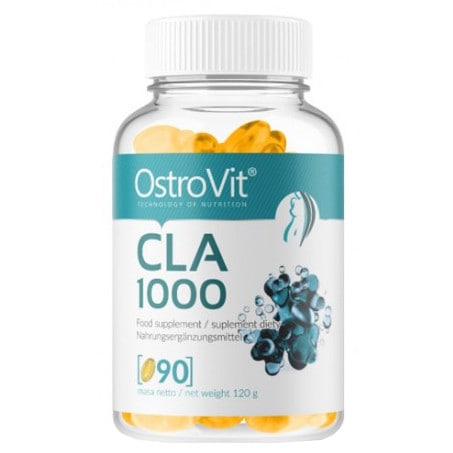 OstroVit®
TECHNOLOGY OF NUTRITION
CLA
1000
Food supplement / suplement diety
Nahrungsergänzungsmittel
[90]
masa netto / net weight 120 g